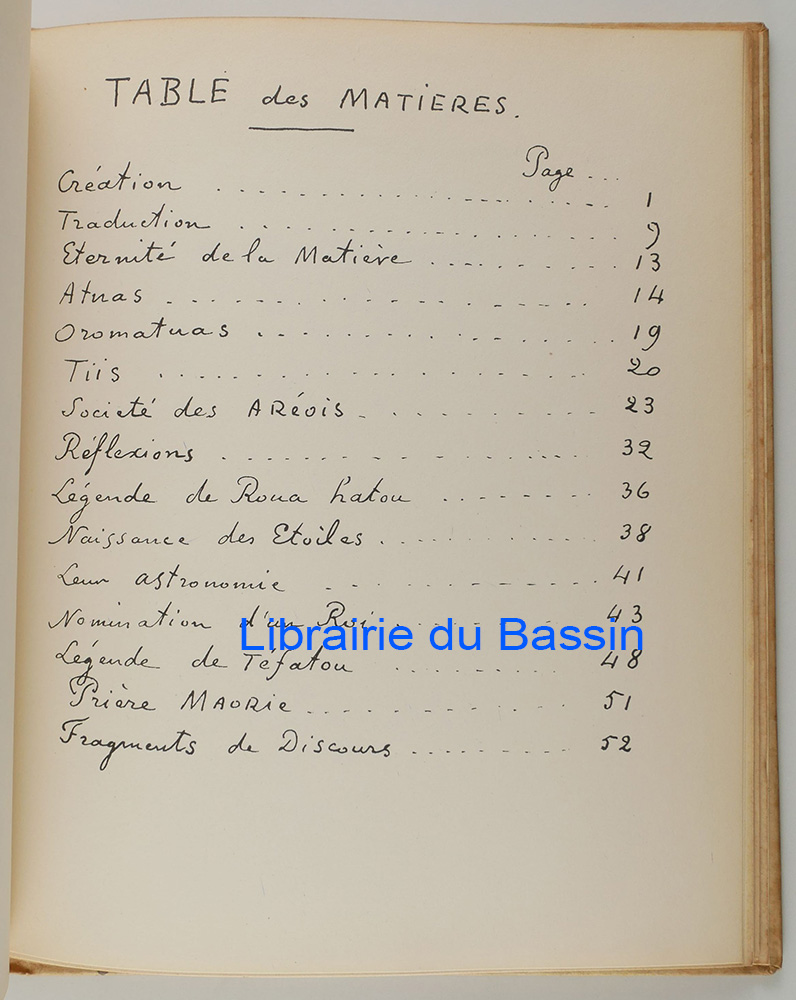 TABLE des MATIERES.
Page ...
Création .................... 1
Traduction .................... 9
Eternité de la Matière .......... 13
Atuas .................... 14
Oromatuas .................... 19
Tiis .................... 20
Societé des ARéois .......... 23
Réflexions .................... 32
Légende de Roua hatou ........ 36
Naissance des Etoiles .......... 38
Leur astronomie .......... 41
Nomination d'un Roi .......... 43
Librairie du Bassin
Légende de Téfatou .......... 48
Prière MAORie .......... 51
Fragments de Discours .......... 52